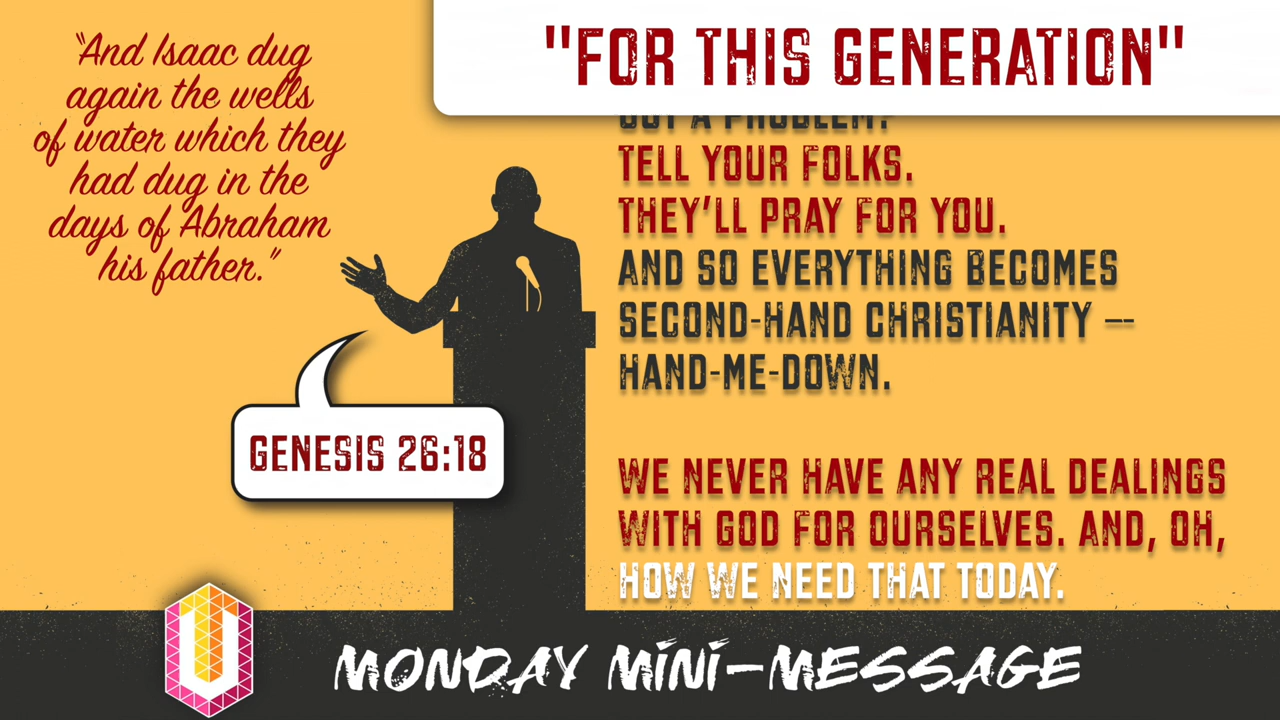 "FOR THIS GENERATION"
"And Isaac dug
again the wells
of water which they
had dug in the
days of Abraham
his father."
GENESIS 26:18
GOT A PROBLEM?
TELL YOUR FOLKS.
THEY'LL PRAY FOR YOU.
AND SO EVERYTHING BECOMES
SECOND-HAND CHRISTIANITY --
HAND-ME-DOWN.
WE NEVER HAVE ANY REAL DEALINGS
WITH GOD FOR OURSELVES. AND, OH,
HOW WE NEED THAT TODAY.
U
MONDAY MINI-MESSAGE